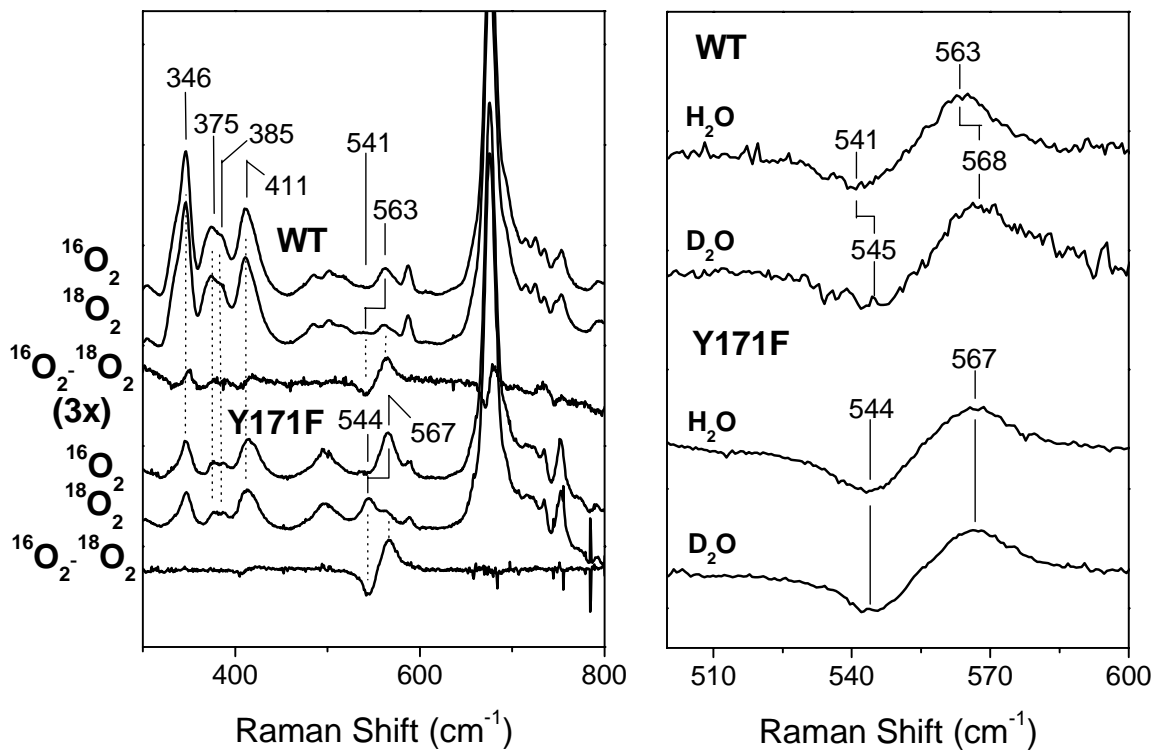 346
375
385
411
541
563
WT
16O2
18O2
16O2-18O2
(3x)
Y171F
544
567
16O2
18O2
16O2-18O2
400
600
800
Raman Shift (cm-1)
WT
563
H2O
541
568
D2O
545
Y171F
567
H2O
544
D2O
510
540
570
600
Raman Shift (cm-1)